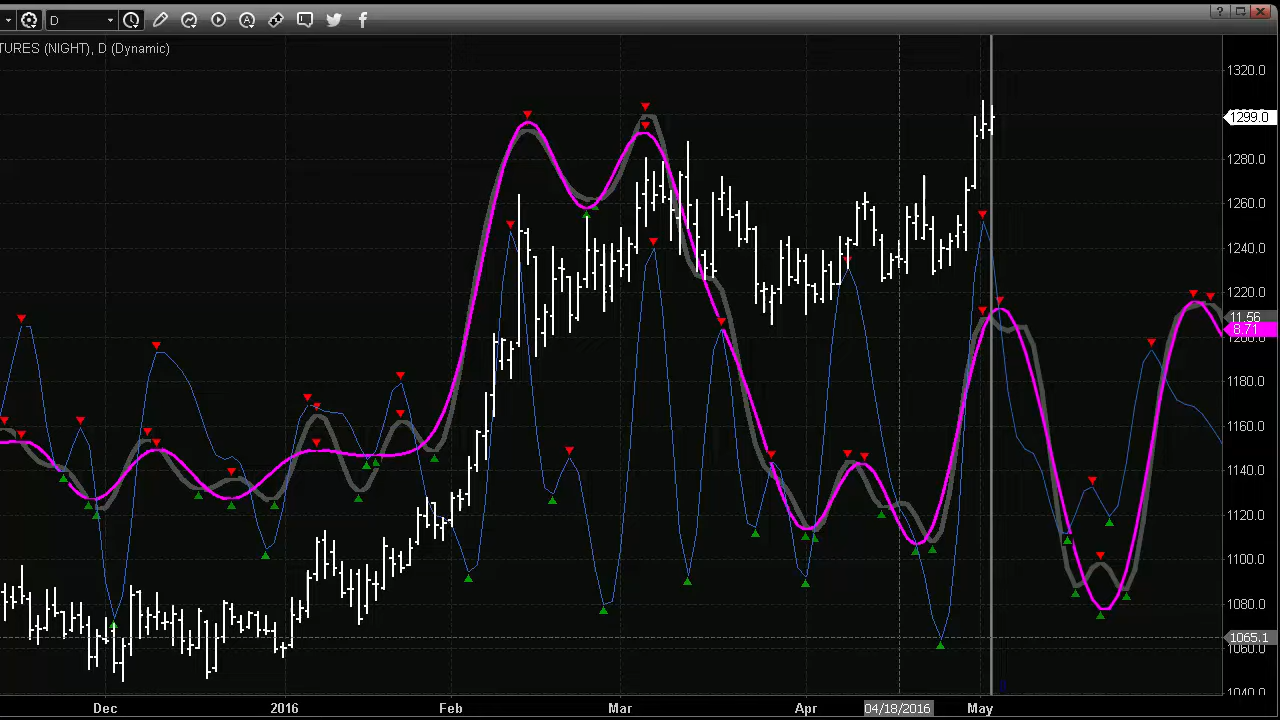 D
TURES (NIGHT), D (Dynamic)
1320.0
1299.0
1280.0
1260.0
1240.0
1220.0
11.56
8.71
1180.0
1160.0
1140.0
1120.0
1100.0
1080.0
1065.1
1060.0
1040.0
Dec
2016
Feb
Mar
Apr
04/18/2016
May